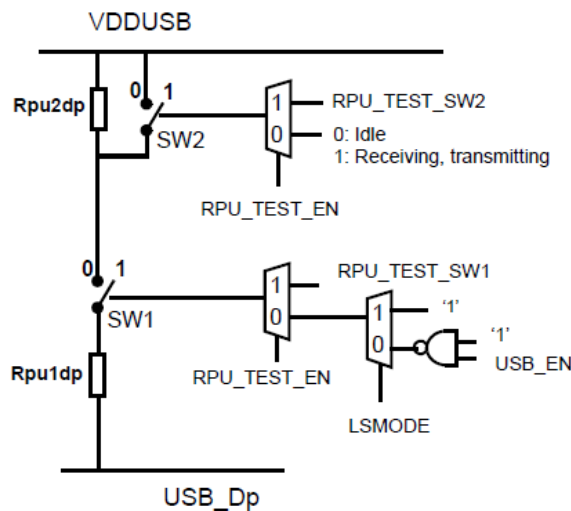 VDDUSB
Rpu2dp
0 1
SW2
1
0
RPU_TEST_SW2
0: Idle
1: Receiving, transmitting
RPU_TEST_EN
0 1
SW1
1
0
RPU_TEST_SW1
1
0
'1'
'1'
USB_EN
Rpu1dp
RPU_TEST_EN
LSMODE
USB_Dp